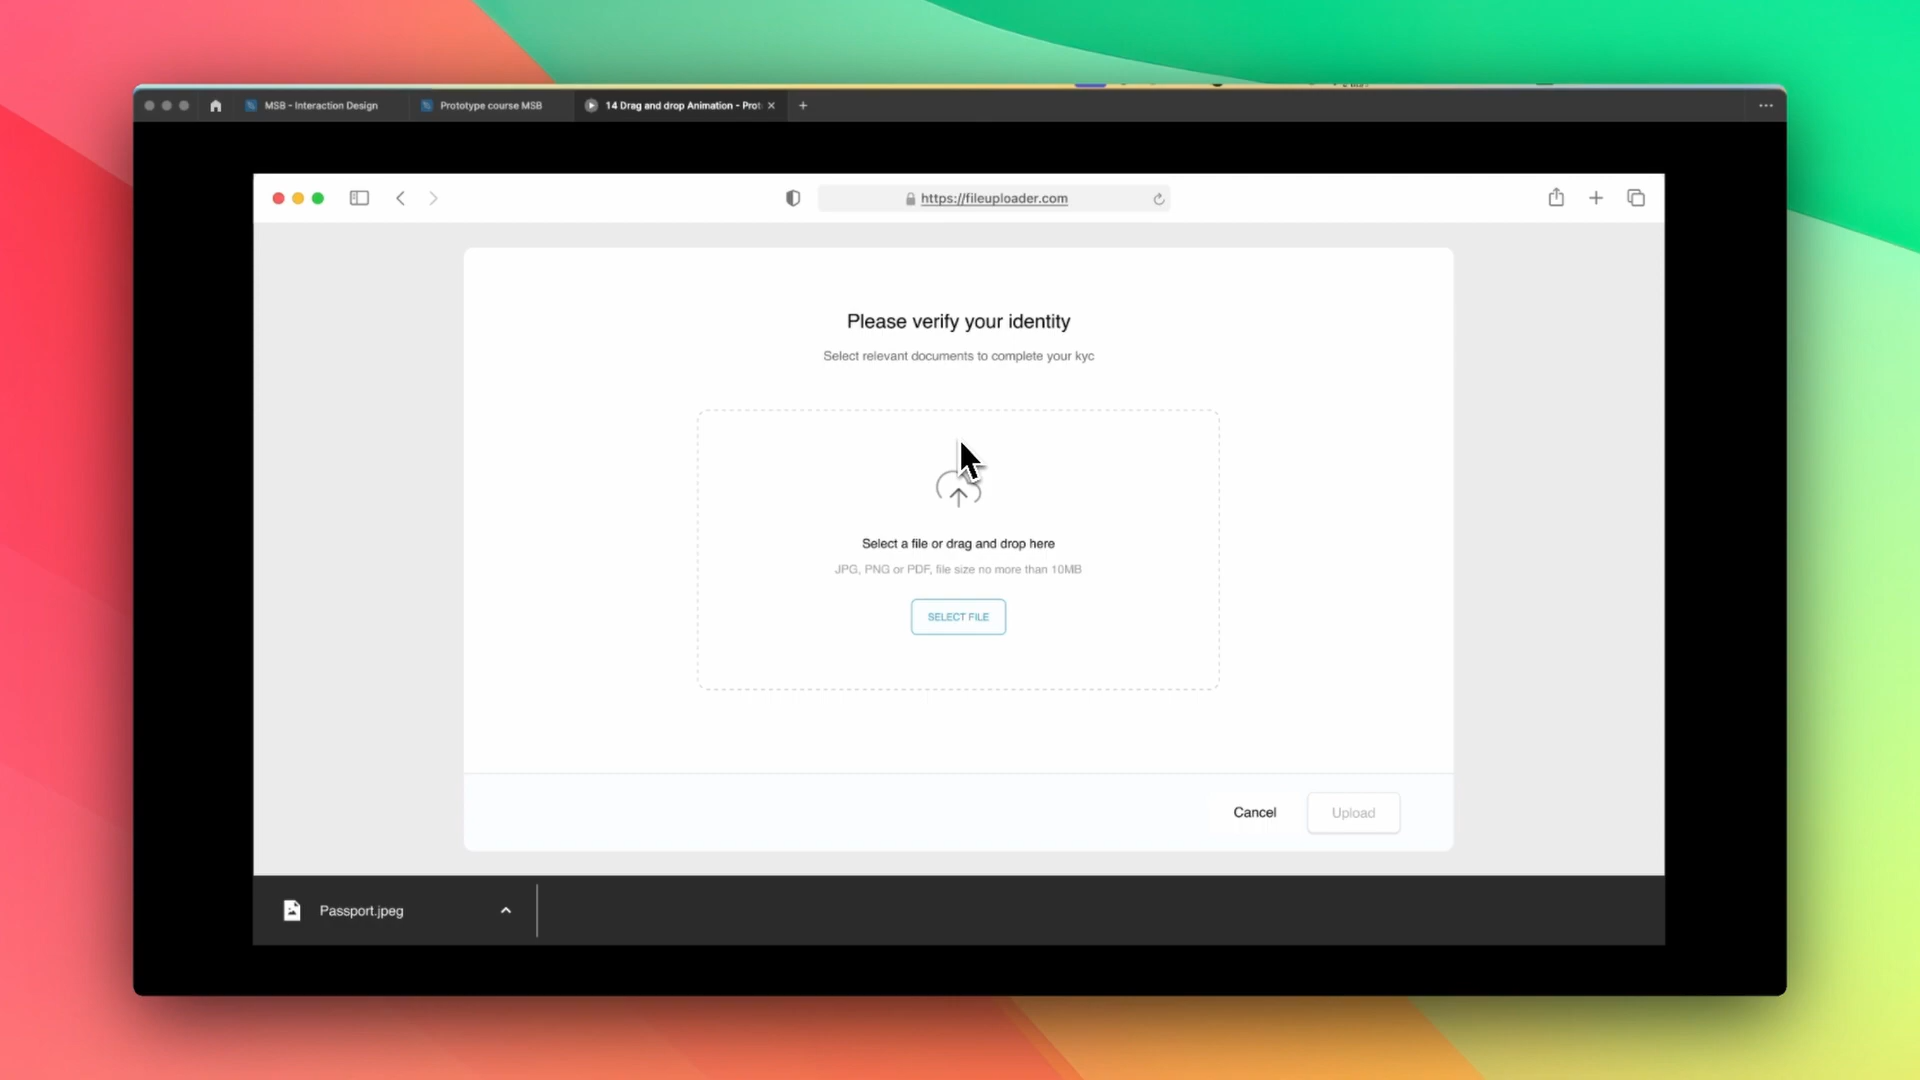 MSB - Interaction Design
Prototype course MSB
14 Drag and drop Animation - Prot
https://fileuploader.com
Please verify your identity
Select relevant documents to complete your kyc
Select a file or drag and drop here
JPG, PNG or PDF, file size no more than 10MB
SELECT FILE
Cancel
Upload
Passport.jpeg